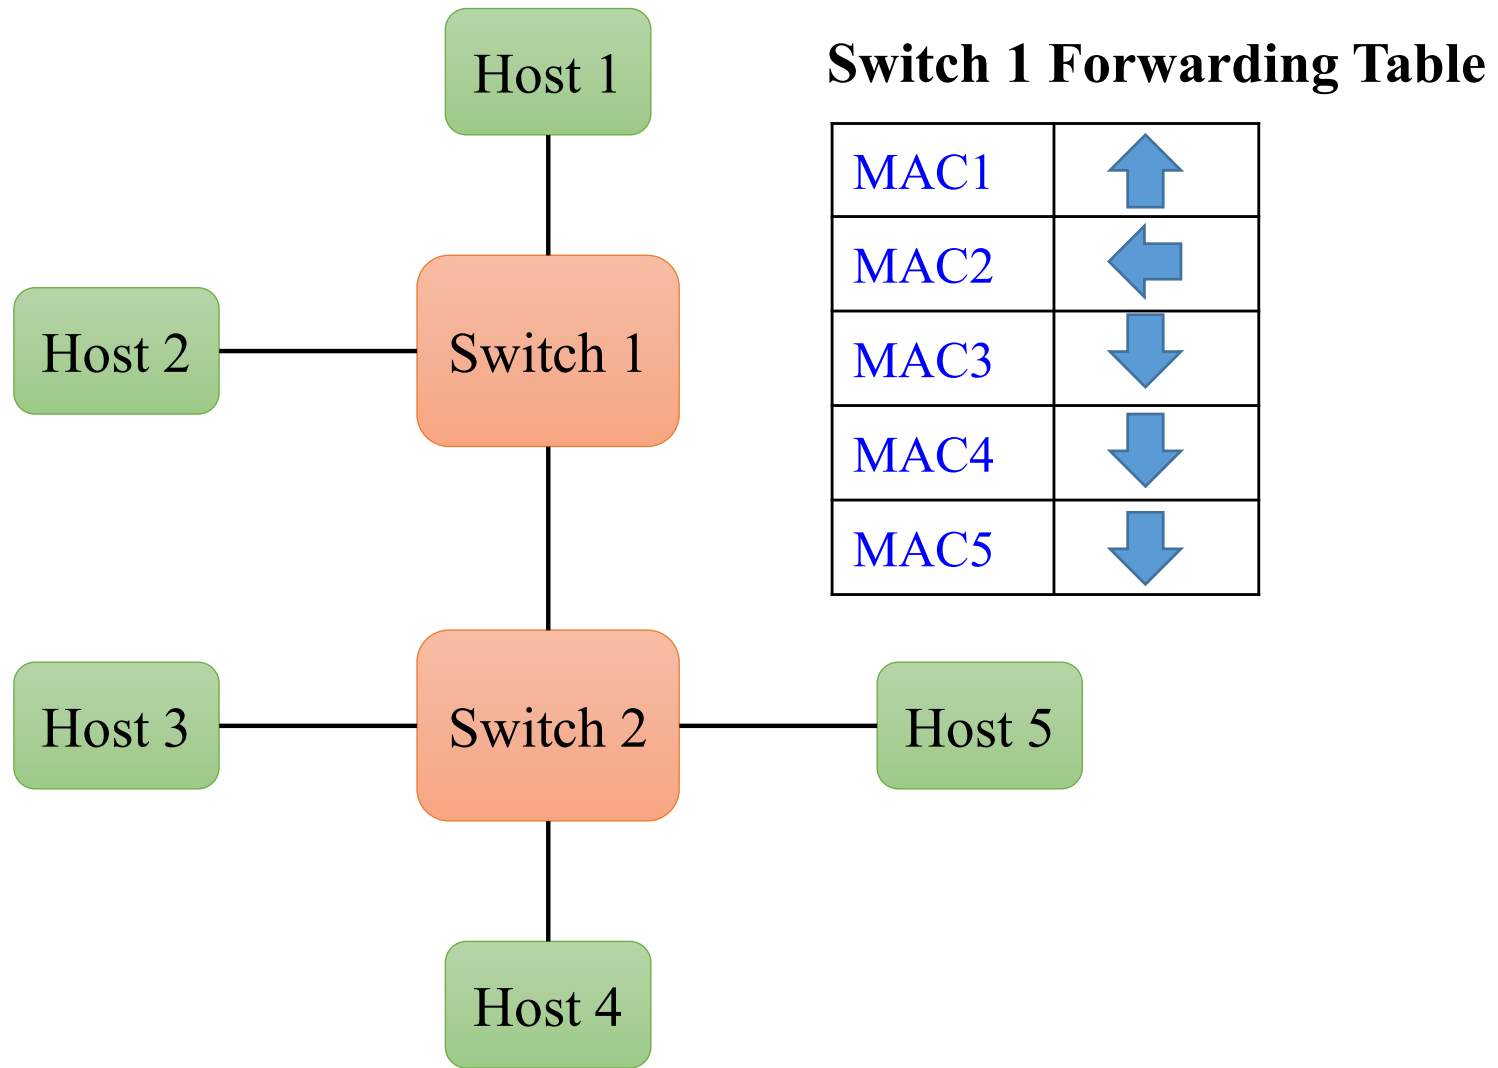 Host 1
Switch 1 Forwarding Table
MAC1
MAC2
Host 2
Switch 1
MAC3
MAC4
MAC5
Host 3
Switch 2
Host 5
Host 4